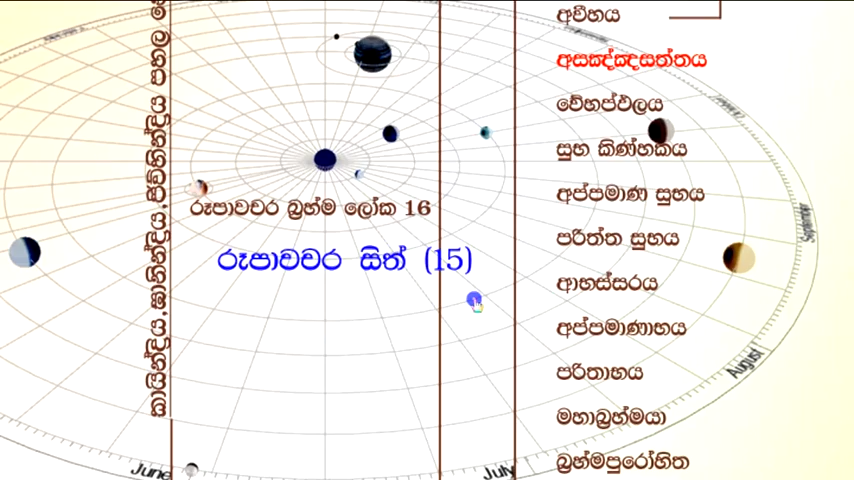 අවිහය
අසඤ්ඤසත්තය
වේහප්ඵලය
සුභ කිණ්හකය
රූපාවචර බ්‍රහ්ම ලෝක 16
අප්පමාණ සුභය
පරිත්ත සුභය
රූපාවචර සිත් (15)
ආභස්සරය
අප්පමාණාභය
පරිතාභය
මහාබ්‍රහ්මයා
බ්‍රහ්මපුරෝහිත
September
August
June
July